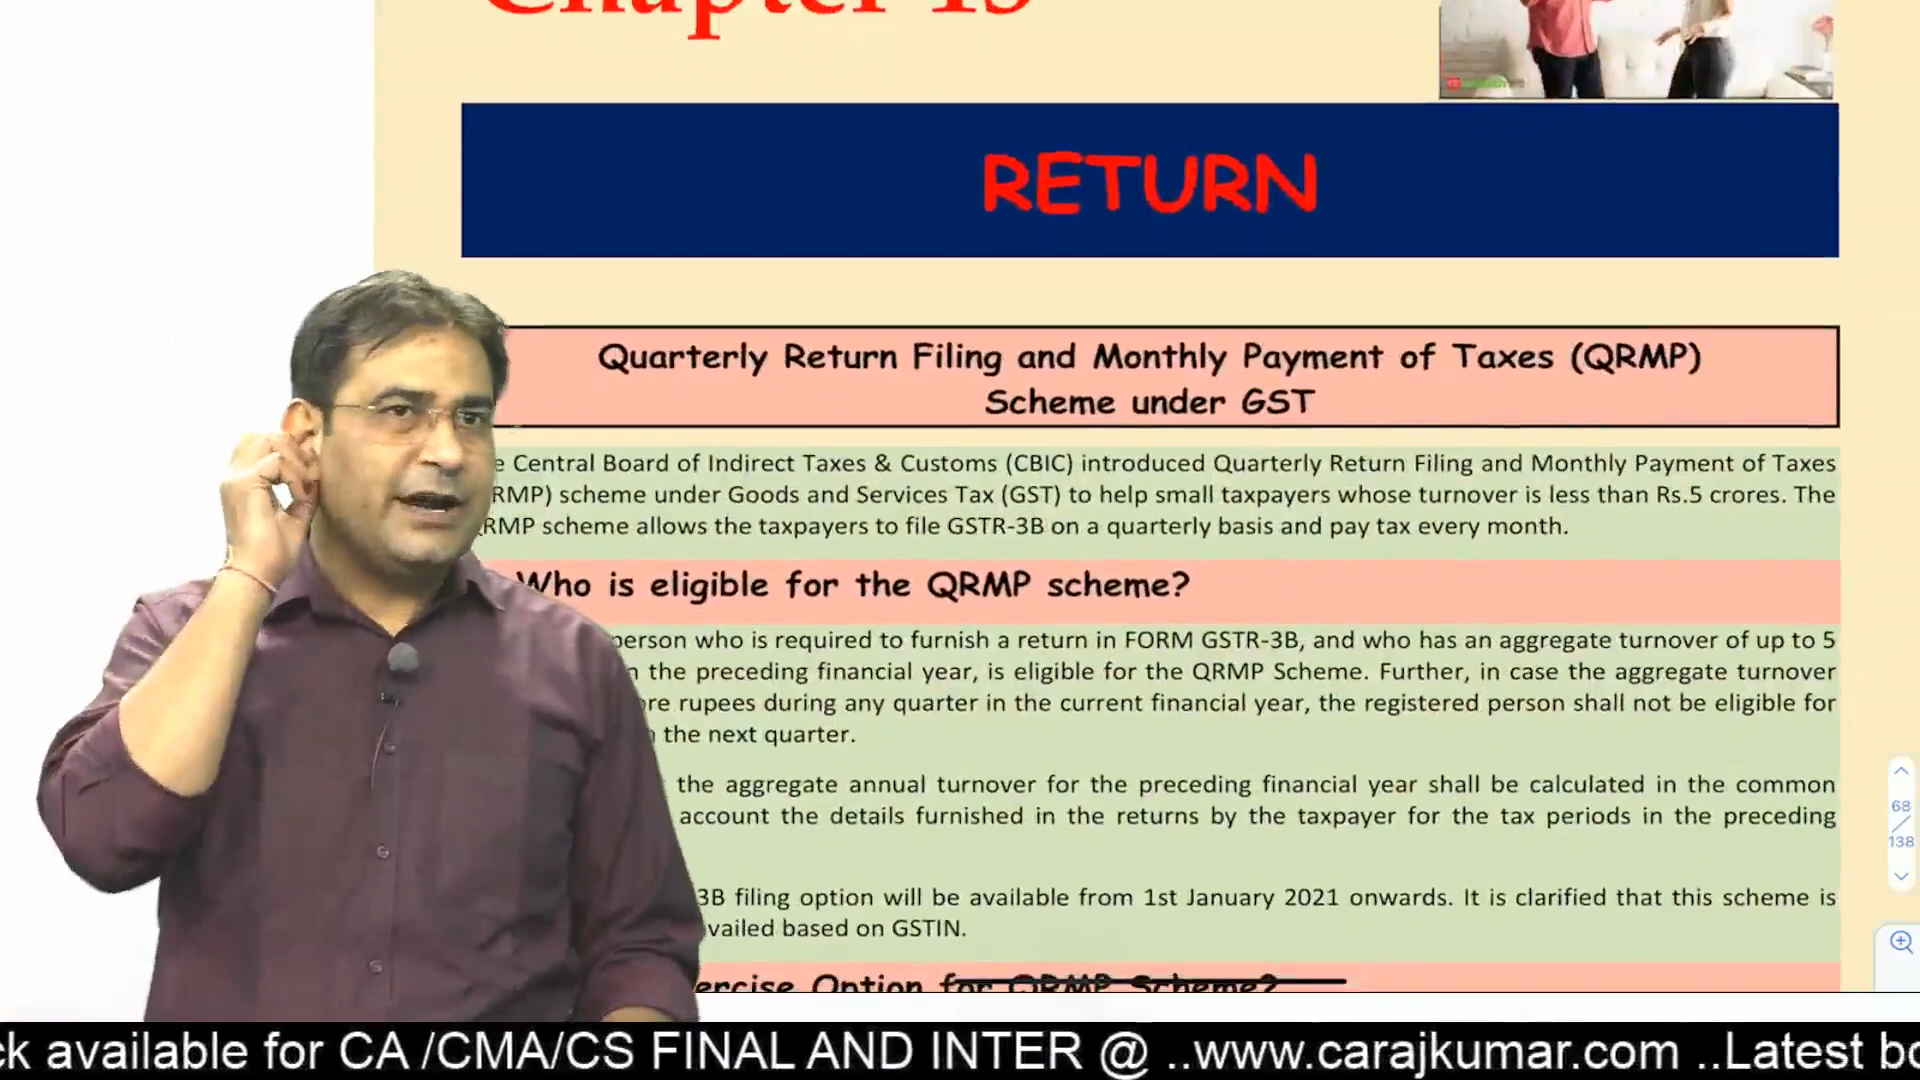 Chapter 15
RETURN
Quarterly Return Filing and Monthly Payment of Taxes (QRMP)
Scheme under GST
e Central Board of Indirect Taxes & Customs (CBIC) introduced Quarterly Return Filing and Monthly Payment of Taxes
RMP) scheme under Goods and Services Tax (GST) to help small taxpayers whose turnover is less than Rs.5 crores. The
RMP scheme allows the taxpayers to file GSTR-3B on a quarterly basis and pay tax every month.
Who is eligible for the QRMP scheme?
person who is required to furnish a return in FORM GSTR-3B, and who has an aggregate turnover of up to 5
the preceding financial year, is eligible for the QRMP Scheme. Further, in case the aggregate turnover
re rupees during any quarter in the current financial year, the registered person shall not be eligible for
the next quarter.
the aggregate annual turnover for the preceding financial year shall be calculated in the common
account the details furnished in the returns by the taxpayer for the tax periods in the preceding
3B filing option will be available from 1st January 2021 onwards. It is clarified that this scheme is
vailed based on GSTIN.
ercise Option for QRMP Scheme?
68
138
ck available for CA /CMA/CS FINAL AND INTER @ ..www.carajkumar.com ..Latest bo